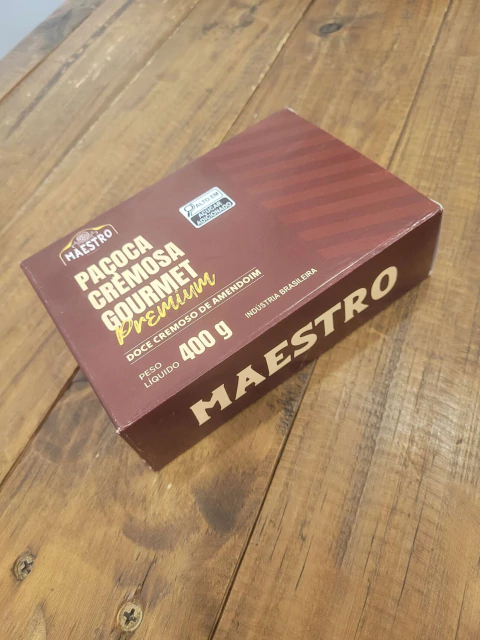 MAESTRO
PAÇOCA
CREMOSA
GOURMET
Premium
DOCE CREMOSO DE AMENDOIM
PESO
LÍQUIDO 400 g
INDÚSTRIA BRASILEIRA
ALTO EM
AÇÚCAR
ADICIONADO
MAESTRO